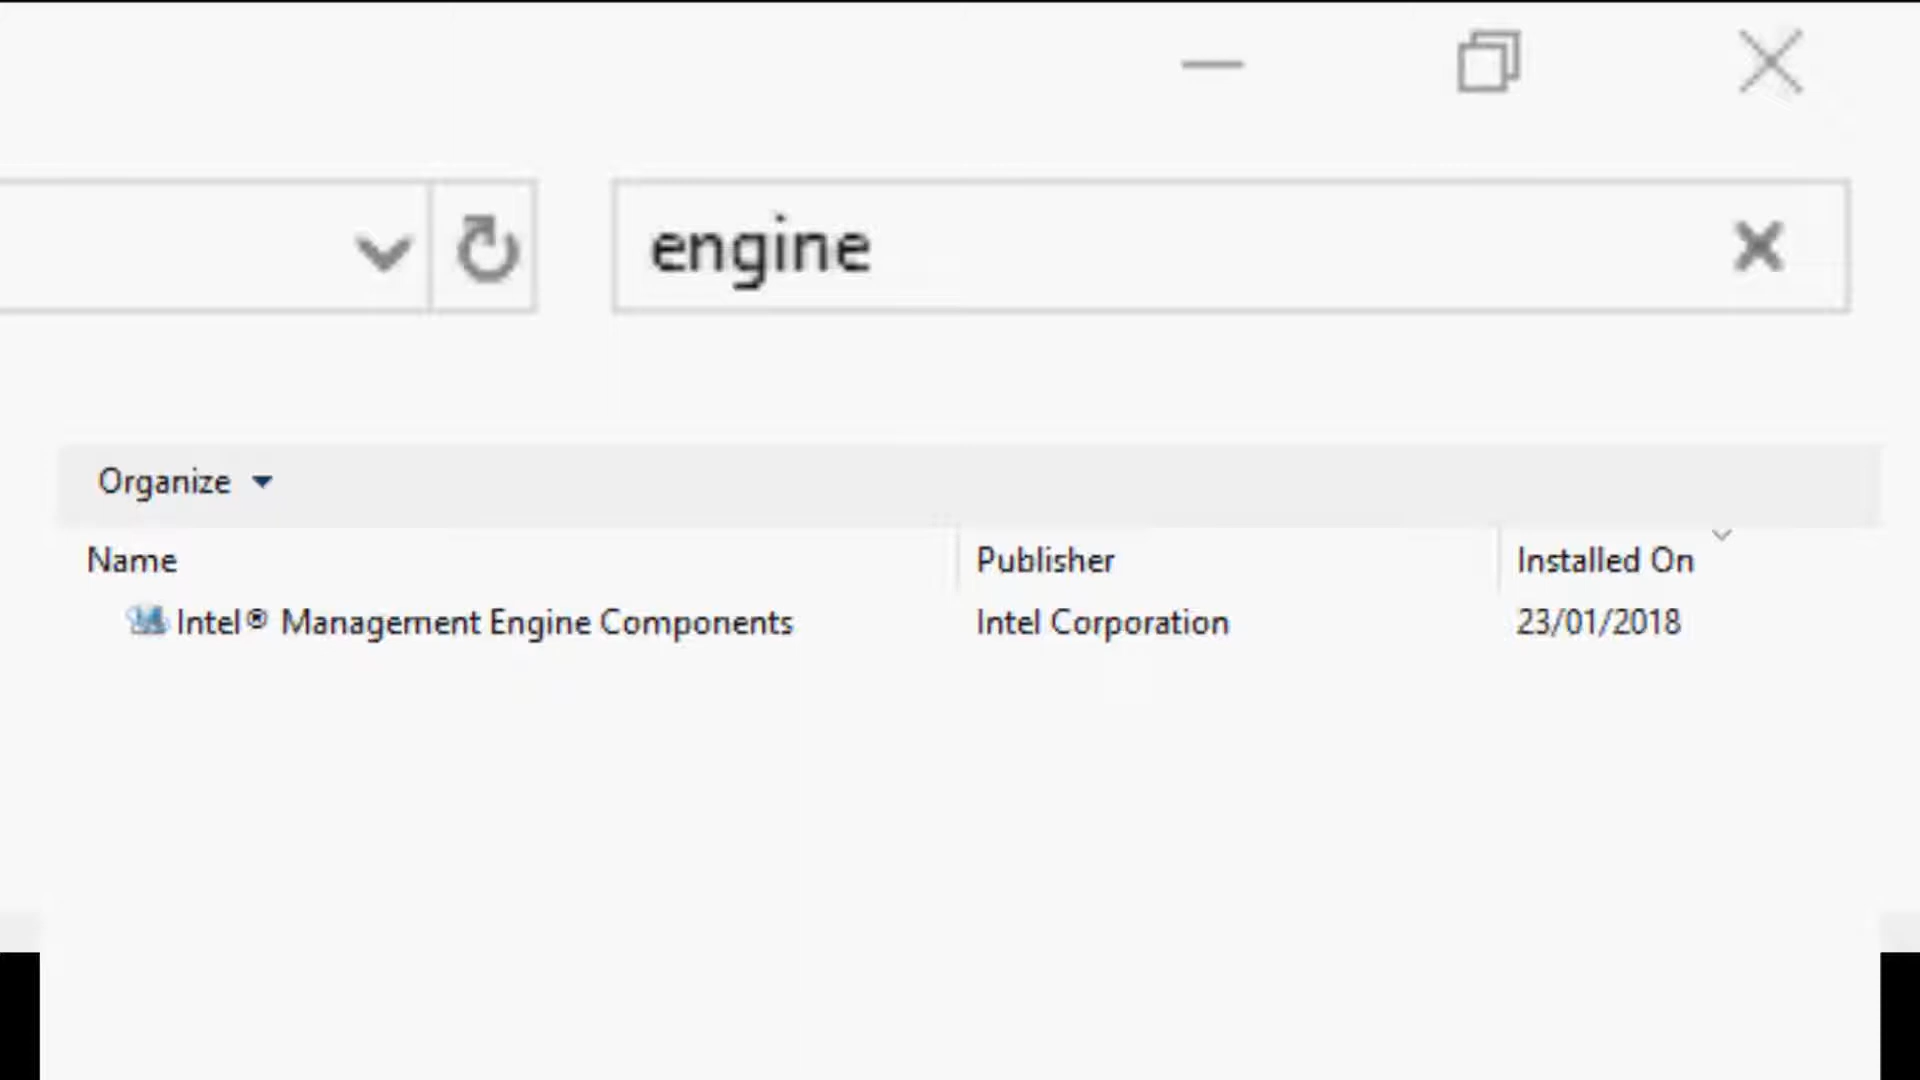 engine
Organize
Name Publisher Installed On
Intel® Management Engine Components Intel Corporation 23/01/2018